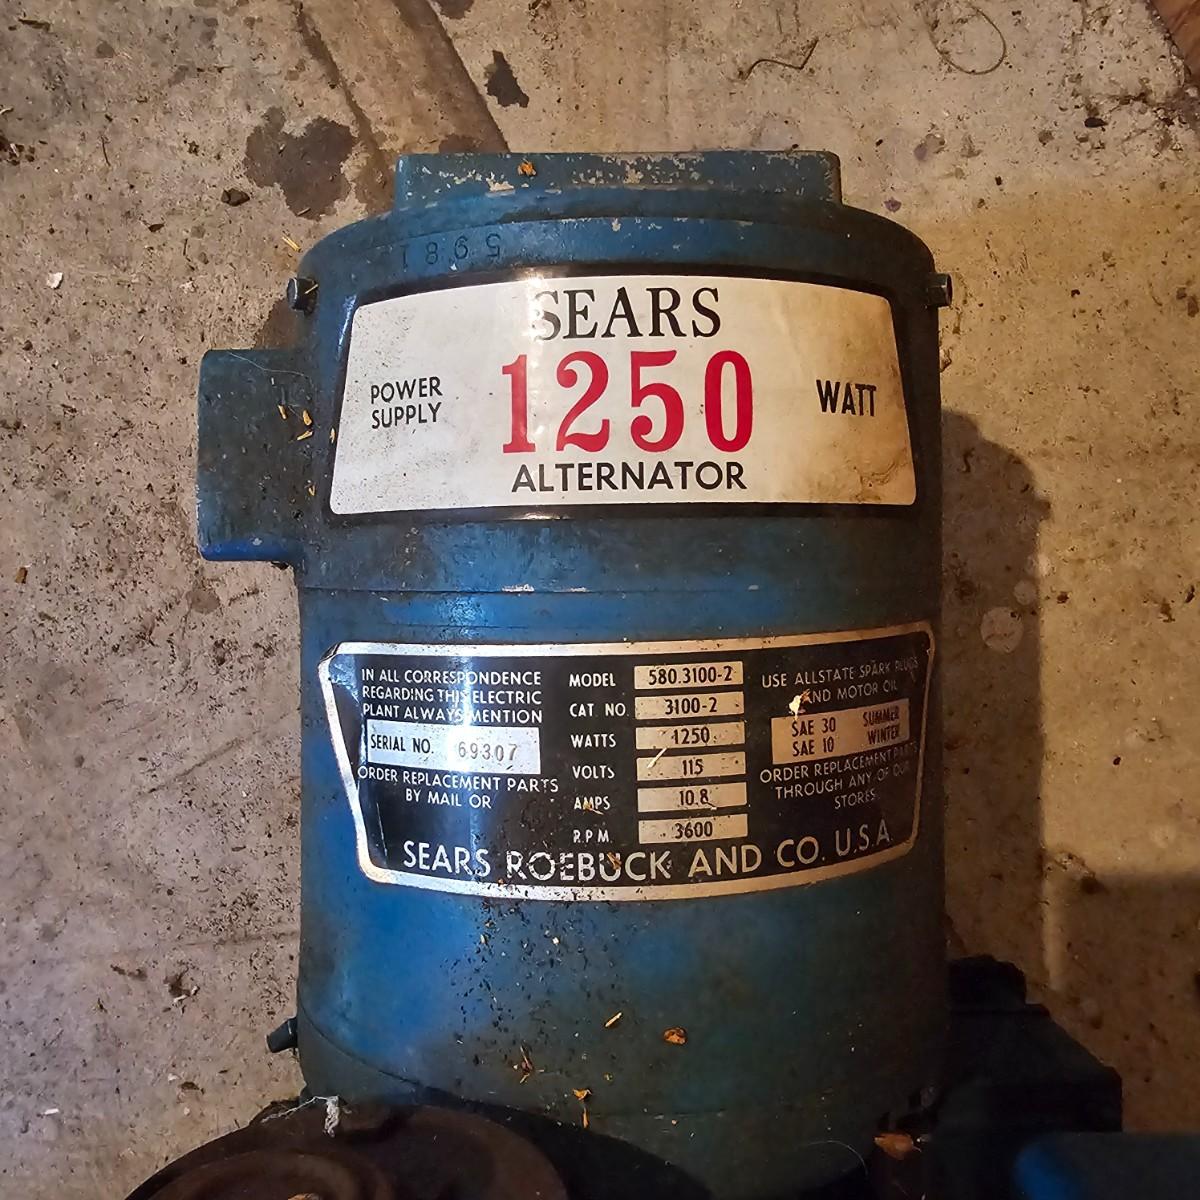 5981
SEARS
POWER
SUPPLY
1250
WATT
ALTERNATOR
IN ALL CORRESPONDENCE
REGARDING THIS ELECTRIC
PLANT ALWAYS MENTION
SERIAL NO. 69307
ORDER REPLACEMENT PARTS
BY MAIL OR
MODEL 580.3100-2
CAT. NO. 3100-2
WATTS 1250
VOLTS 115
AMPS 10.8
R.P.M. 3600
USE ALLSTATE SPARK PLUGS
AND MOTOR OIL
SAE 30 SUMMER
SAE 10 WINTER
ORDER REPLACEMENT PARTS
THROUGH ANY OF OUR
STORES.
SEARS ROEBUCK AND CO. U.S.A.